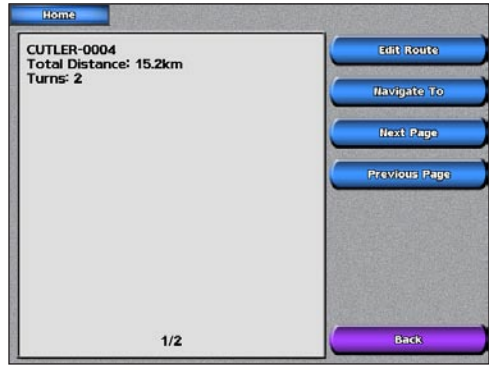 Home
CUTLER-0004
Total Distance: 15.2km
Turns: 2
1/2
Edit Route
Navigate To
Next Page
Previous Page
Back